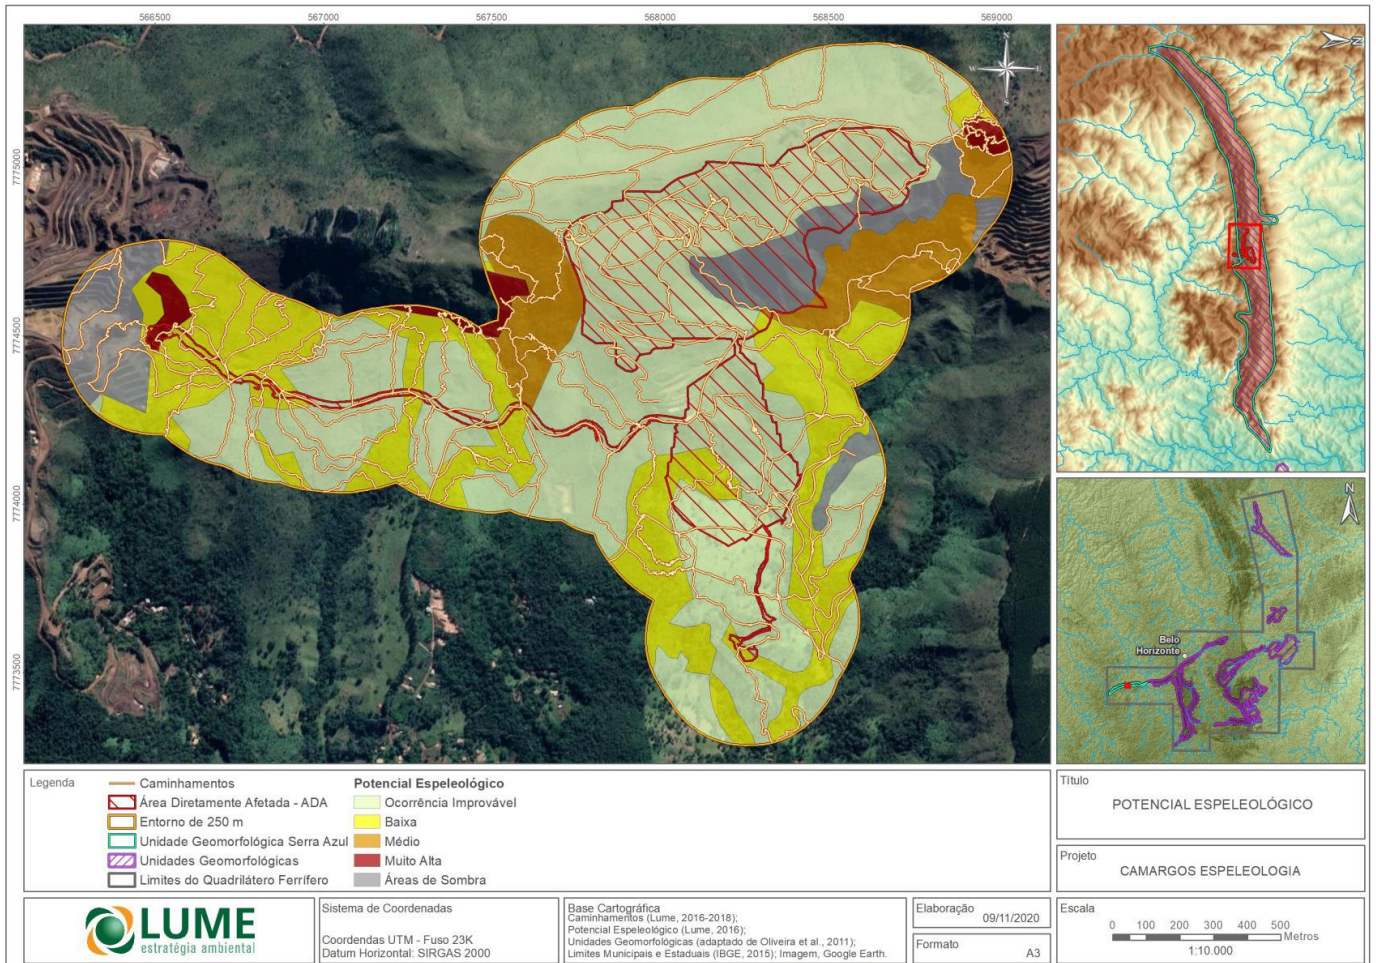 566500
567000
567500
568000
568500
569000
7775000
7774500
7774000
7773500
N
W
E
S
Z
N
Belo
Horizonte
Legenda
Caminhamentos
Área Diretamente Afetada - ADA
Entorno de 250 m
Unidade Geomorfológica Serra Azul
Unidades Geomorfológicas
Limites do Quadrilátero Ferrífero
Potencial Espeleológico
Ocorrência Improvável
Baixa
Médio
Muito Alta
Áreas de Sombra
Título
POTENCIAL ESPELEOLÓGICO
Projeto
CAMARGOS ESPELEOLOGIA
LUME
estratégia ambiental
Sistema de Coordenadas
Coordendas UTM - Fuso 23K
Datum Horizontal: SIRGAS 2000
Base Cartográfica
Caminhamentos (Lume, 2016-2018);
Potencial Espeleológico (Lume, 2016);
Unidades Geomorfológicas (adaptado de Oliveira et al., 2011);
Limites Municipais e Estaduais (IBGE, 2015); Imagem, Google Earth.
Elaboração
09/11/2020
Formato
A3
Escala
0 100 200 300 400 500
Metros
1:10.000